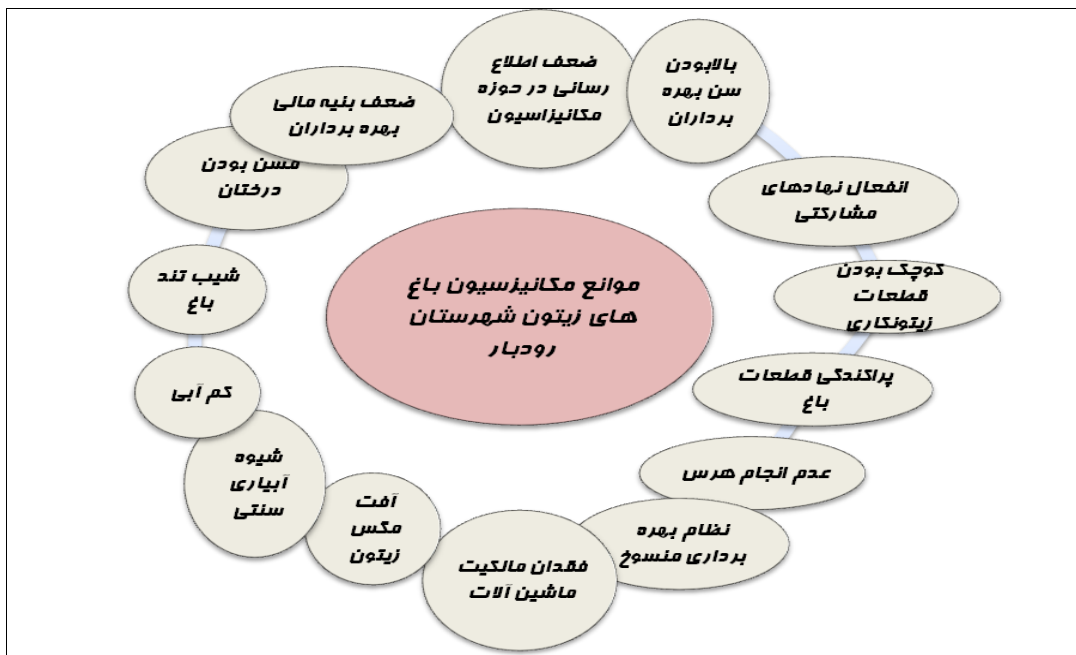 موانع مکانیزسیون باغ
های زیتون شهرستان
رودبار
ضعف اطلاع
رسانی در حوزه
مکانیزاسیون
بالابودن
سن بهره
برداران
انفعال نهادهای
مشارکتی
کوچک بودن
قطعات
زیتونکاری
پراکندگی قطعات
باغ
عدم انجام هرس
نظام بهره
برداری منسوخ
فقدان مالکیت
ماشین آلات
آفت
مگس
زیتون
شیوه
آبیاری
سنتی
کم آبی
شیب تند
باغ
مسن بودن
درختان
ضعف بنیه مالی
بهره برداران